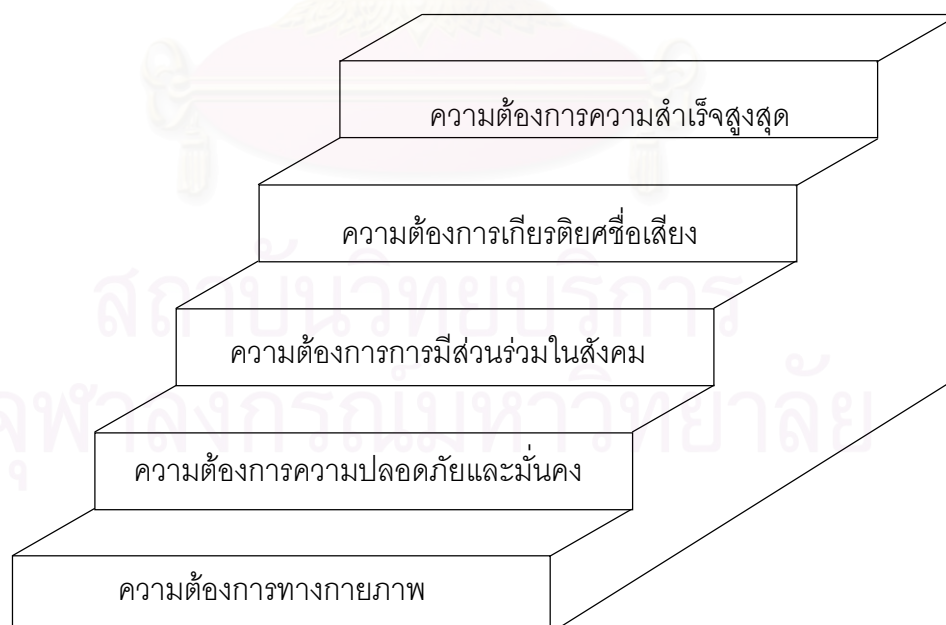 ความต้องการความสำเร็จสูงสุด
ความต้องการเกียรติยศชื่อเสียง
สถาบันวิทยบริการ
ความต้องการการมีส่วนร่วมในสังคม
จุฬาลงกรณ์มหาวิทยาลัย
ความต้องการความปลอดภัยและมั่นคง
ความต้องการทางกายภาพ